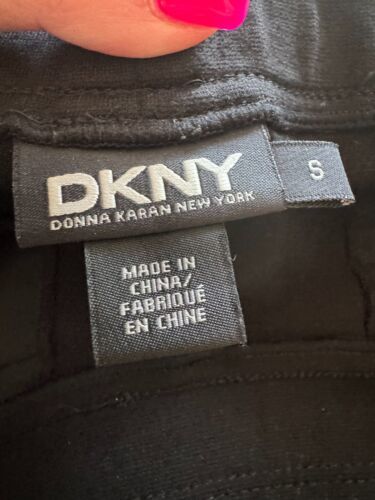 DKNY
DONNA KARAN NEW YORK
S
MADE IN
CHINA/
FABRIQUÉ
EN CHINE